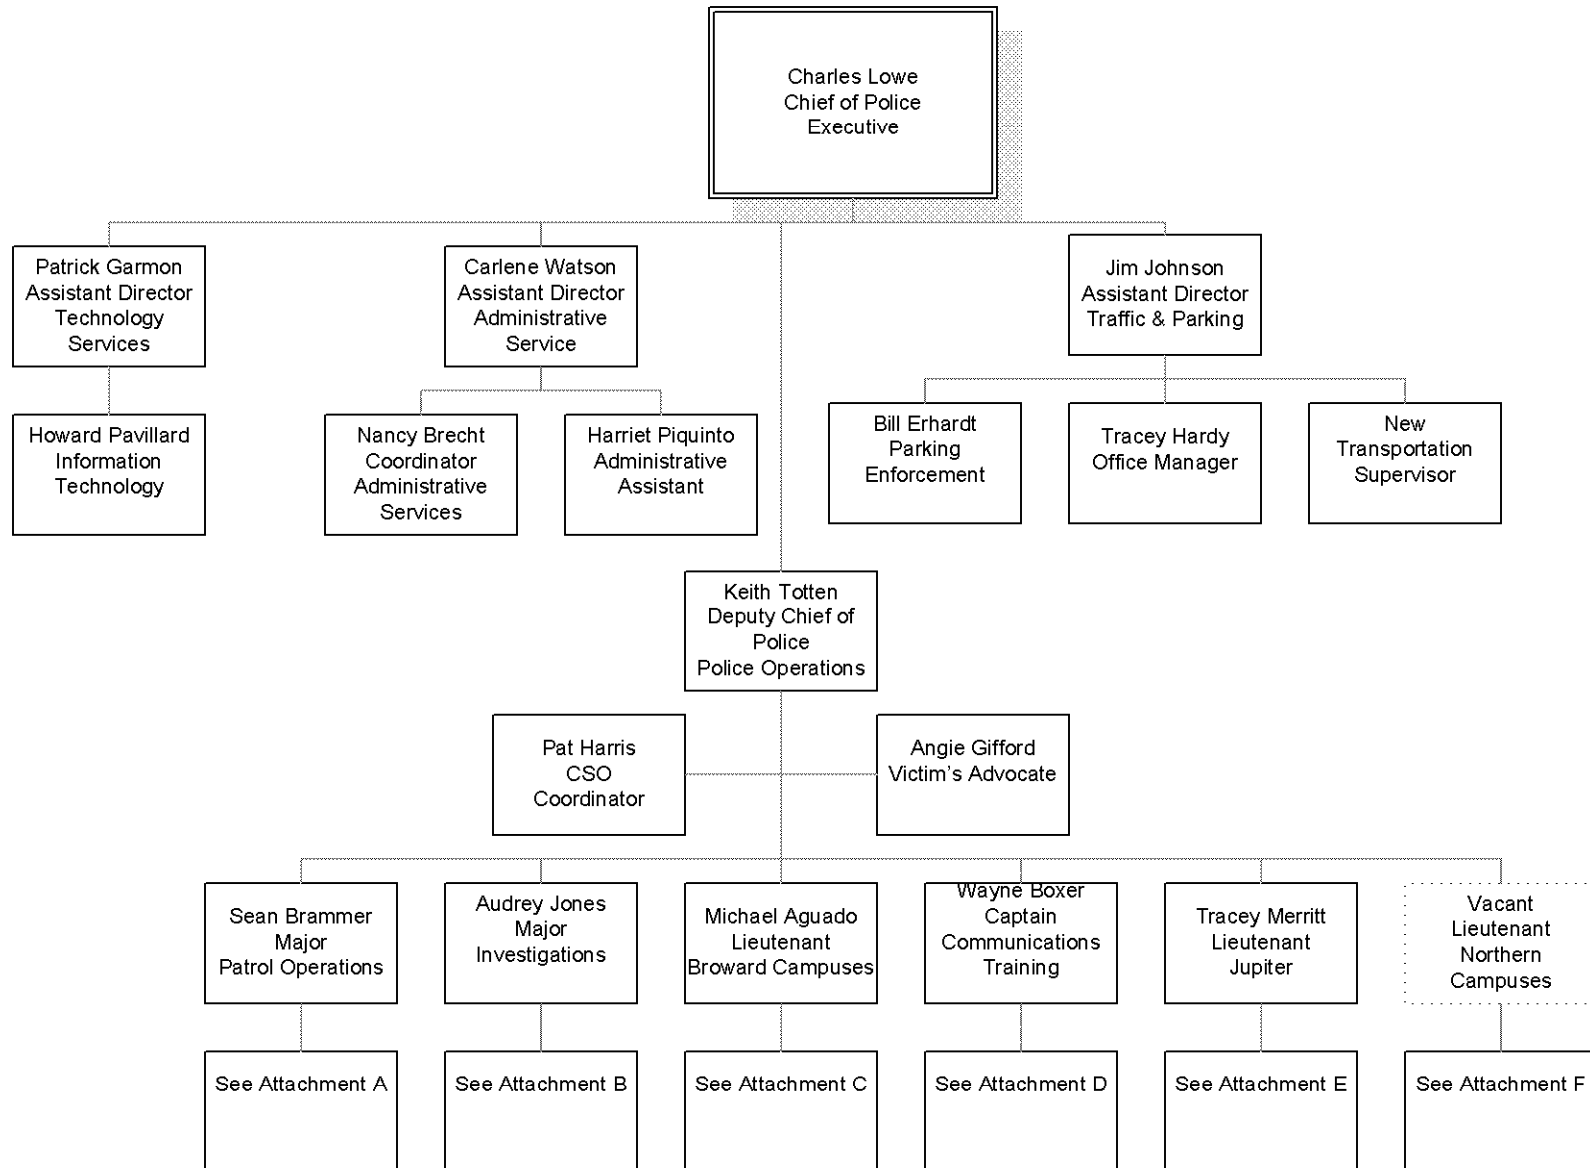 Charles Lowe
Chief of Police
Executive
Patrick Garmon
Assistant Director
Technology
Services
Carlene Watson
Assistant Director
Administrative
Service
Jim Johnson
Assistant Director
Traffic & Parking
Howard Pavillard
Information
Technology
Nancy Brecht
Coordinator
Administrative
Services
Harriet Piquinto
Administrative
Assistant
Bill Erhardt
Parking
Enforcement
Tracey Hardy
Office Manager
New
Transportation
Supervisor
Keith Totten
Deputy Chief of
Police
Police Operations
Pat Harris
CSO
Coordinator
Angie Gifford
Victim's Advocate
Sean Brammer
Major
Patrol Operations
Audrey Jones
Major
Investigations
Michael Aguado
Lieutenant
Broward Campuses
Wayne Boxer
Captain
Communications
Training
Tracey Merritt
Lieutenant
Jupiter
Vacant
Lieutenant
Northern
Campuses
See Attachment A
See Attachment B
See Attachment C
See Attachment D
See Attachment E
See Attachment F